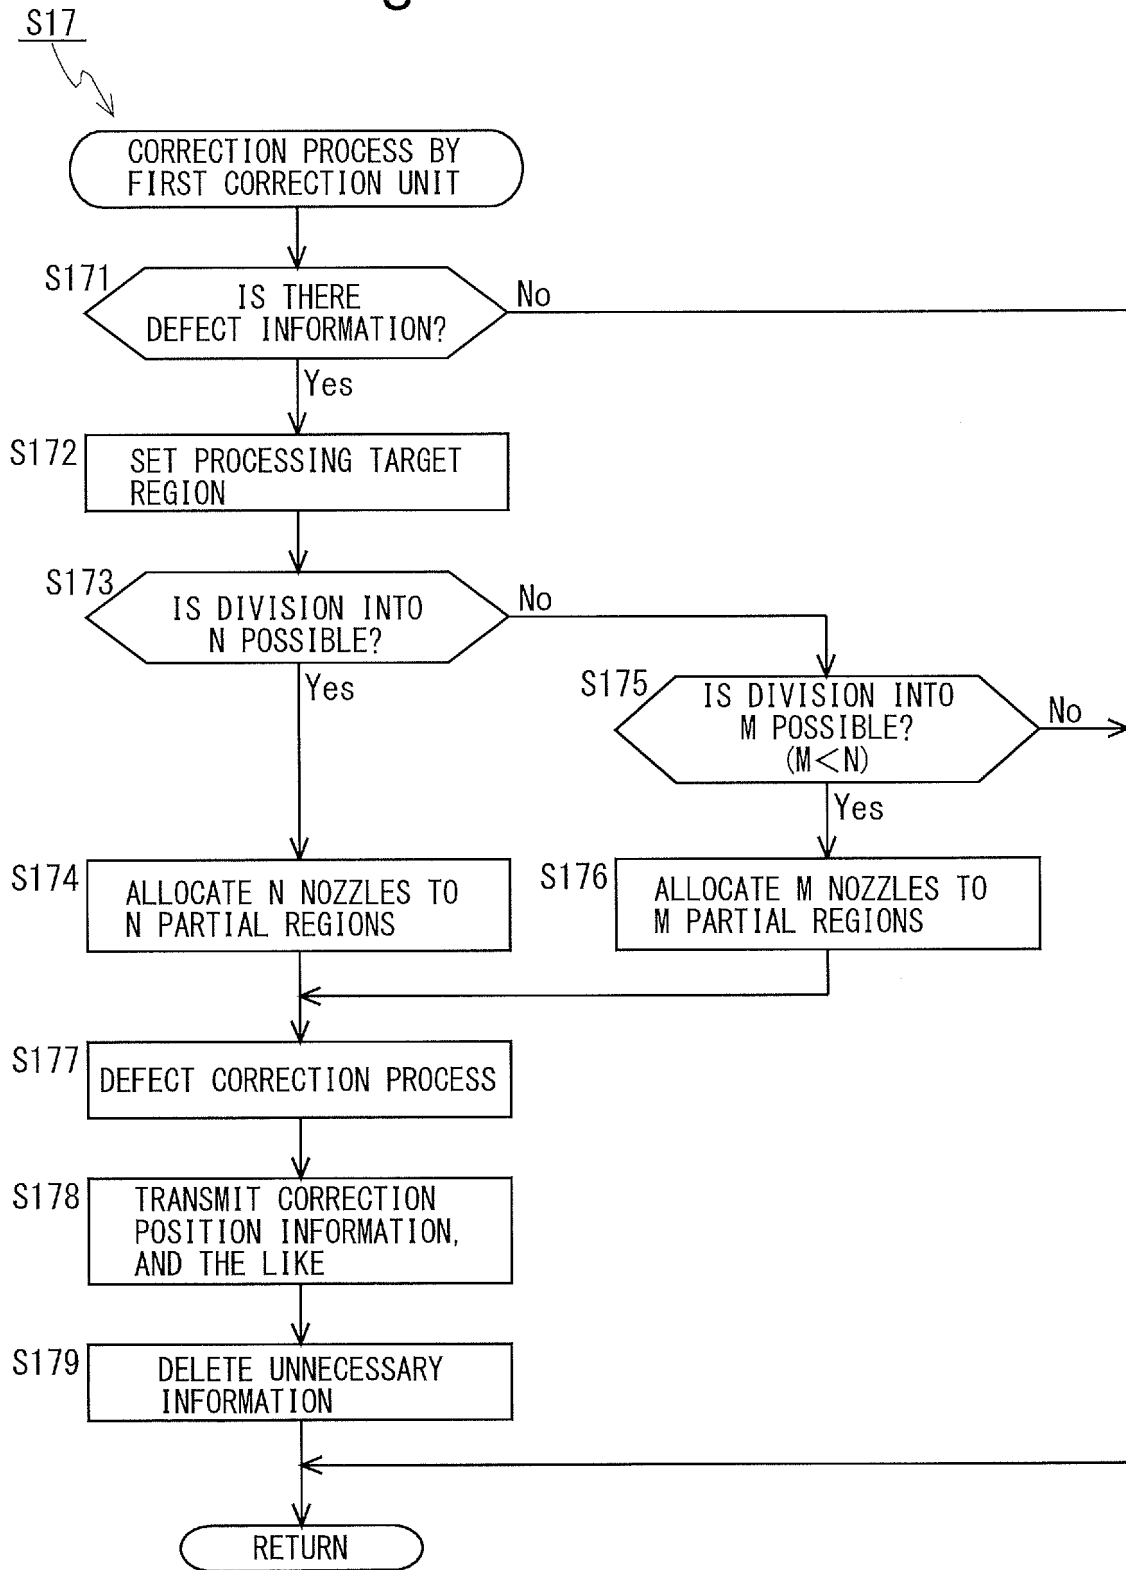 S17
CORRECTION PROCESS BY
FIRST CORRECTION UNIT
S171
IS THERE
DEFECT INFORMATION?
No
Yes
S172
SET PROCESSING TARGET
REGION
S173
IS DIVISION INTO
N POSSIBLE?
No
Yes
S175
IS DIVISION INTO
M POSSIBLE?
(M<N)
No
Yes
S174
ALLOCATE N NOZZLES TO
N PARTIAL REGIONS
S176
ALLOCATE M NOZZLES TO
M PARTIAL REGIONS
S177
DEFECT CORRECTION PROCESS
S178
TRANSMIT CORRECTION
POSITION INFORMATION,
AND THE LIKE
S179
DELETE UNNECESSARY
INFORMATION
RETURN